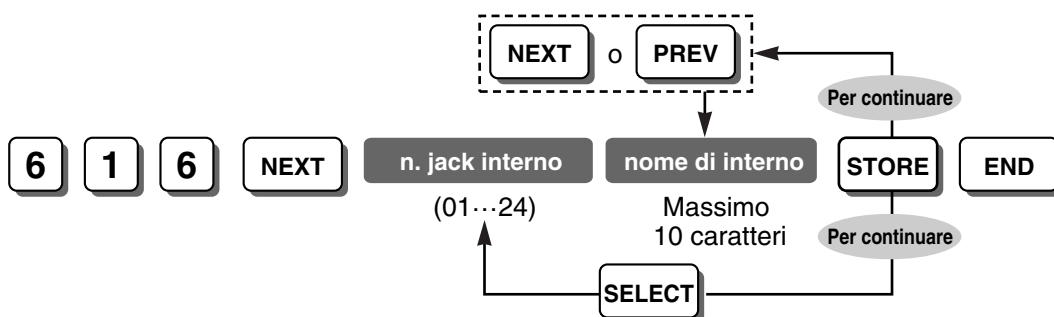 NEXT o PREV
Per continuare
6 1 6 NEXT n. jack interno nome di interno STORE END
(01···24) Massimo
10 caratteri
Per continuare
SELECT